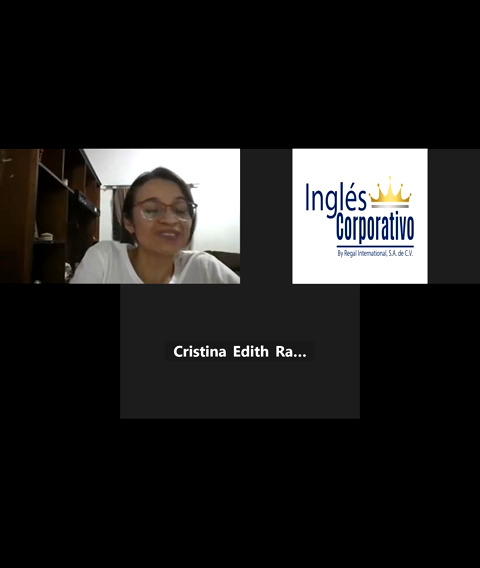 Inglés
Corporativo
By Regal International, S.A. de C.V.
Cristina Edith Ra...